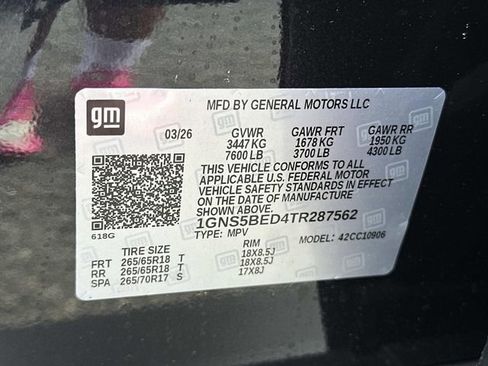 gm
MFD BY GENERAL MOTORS LLC
03/26 GVWR GAWR FRT GAWR RR
3447 KG 1678 KG 1950 KG
7600 LB 3700 LB 4300 LB
THIS VEHICLE CONFORMS TO ALL
APPLICABLE U.S. FEDERAL MOTOR
VEHICLE SAFETY STANDARDS IN EFFECT
ON THE DATE OF MANUFACTURE
1GNS5BED4TR287562
618G
TYPE: MPV MODEL: 42CC10906
TIRE SIZE RIM
FRT 265/65R18 T 18X8.5J
RR 265/65R18 T 18X8.5J
SPA 265/70R17 S 17X8J